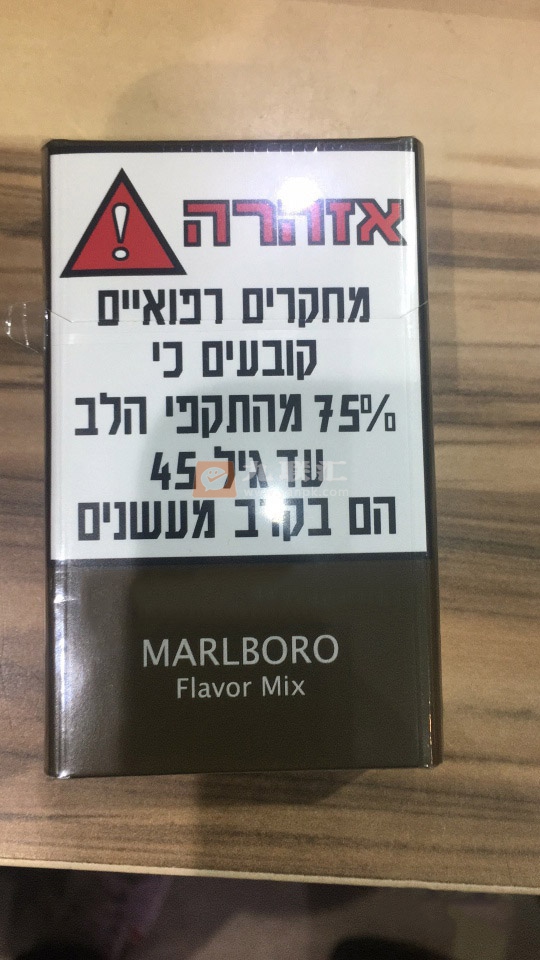 אזהרה
מחקרים רפואיים
קובעים כי
75% מהתקפי הלב
עד גיל 45
הם בקרב מעשנים
MARLBORO
Flavor Mix